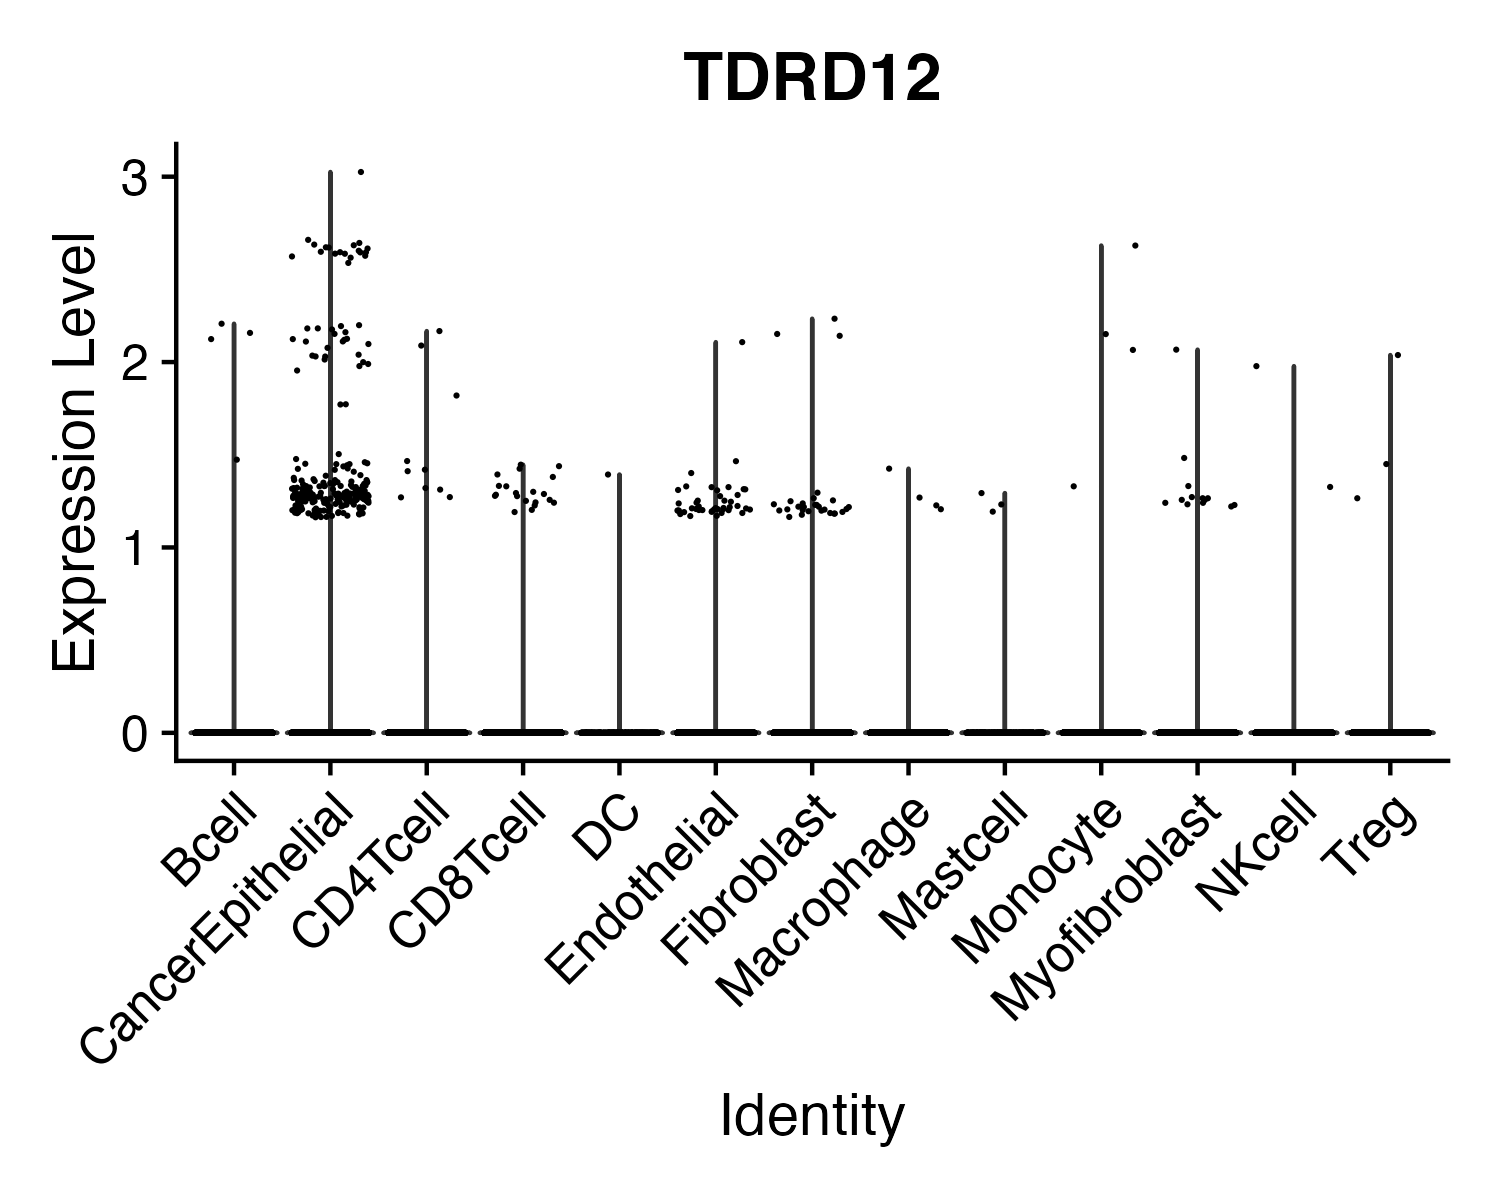 TDRD12
Expression Level
3
2
1
0
Bcell
CancerEpithelial
CD4Tcell
CD8Tcell
DC
Endothelial
Fibroblast
Macrophage
Mastcell
Monocyte
Myofibroblast
NKcell
Treg
Identity